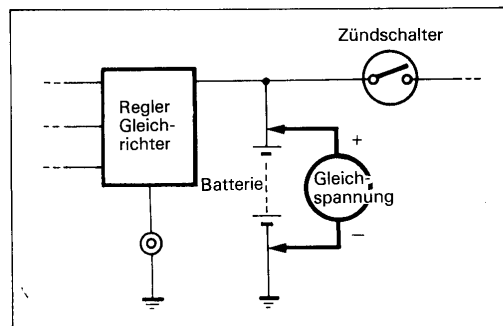 Zündschalter
Regler
Gleich-
richter
Batterie
+
Gleich-
spannung
−